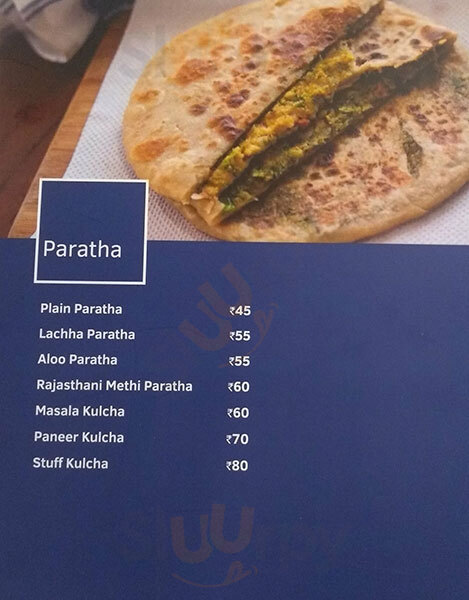 Paratha
Plain Paratha ₹45
Lachha Paratha ₹55
Aloo Paratha ₹55
Rajasthani Methi Paratha ₹60
Masala Kulcha ₹60
Paneer Kulcha ₹70
Stuff Kulcha ₹80